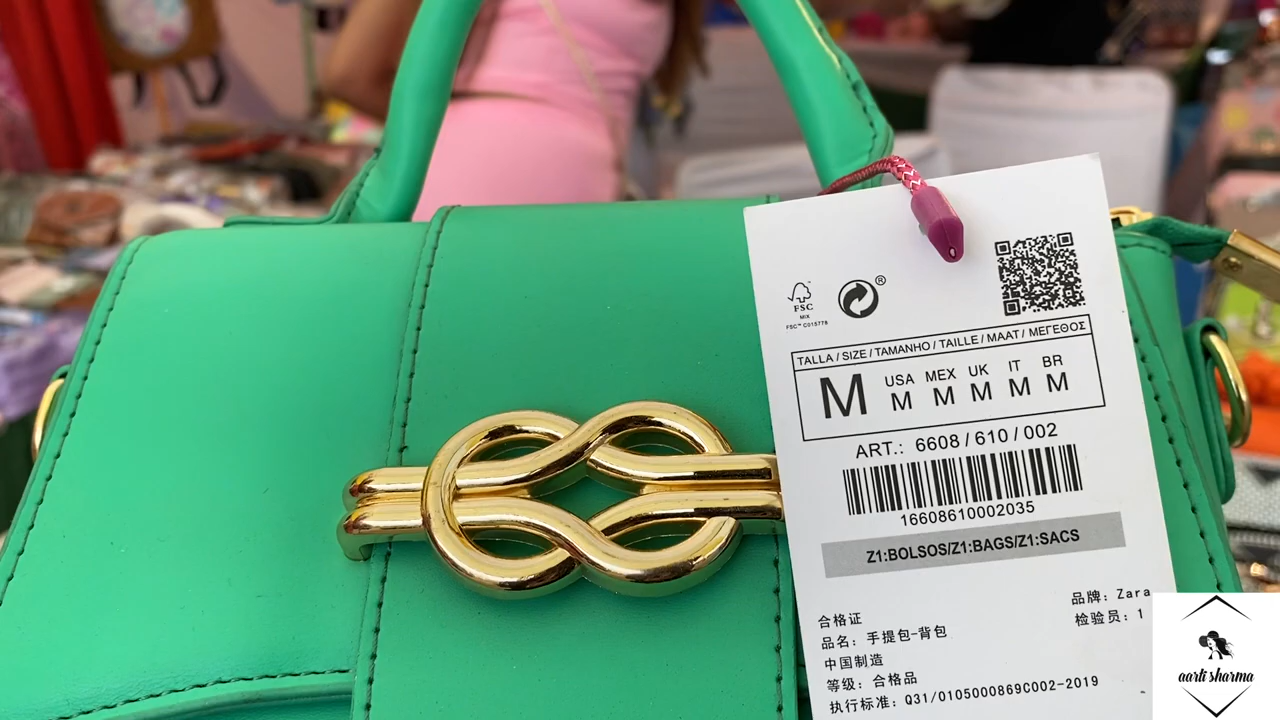 FSC
MIX
FSC™ C015778
®
TALLA / SIZE / TAMANHO / TAILLE / MAAT / ΜΕΓΕΘΟΣ
M
USA MEX UK IT BR
M M M M M
ART.: 6608 / 610 / 002
16608610002035
Z1:BOLSOS/Z1:BAGS/Z1:SACS
合格证
品名: 手提包-背包
中国制造
等级: 合格品
执行标准: Q31/0105000869C002-2019
品牌: Zara
检验员: 1
aarti sharma